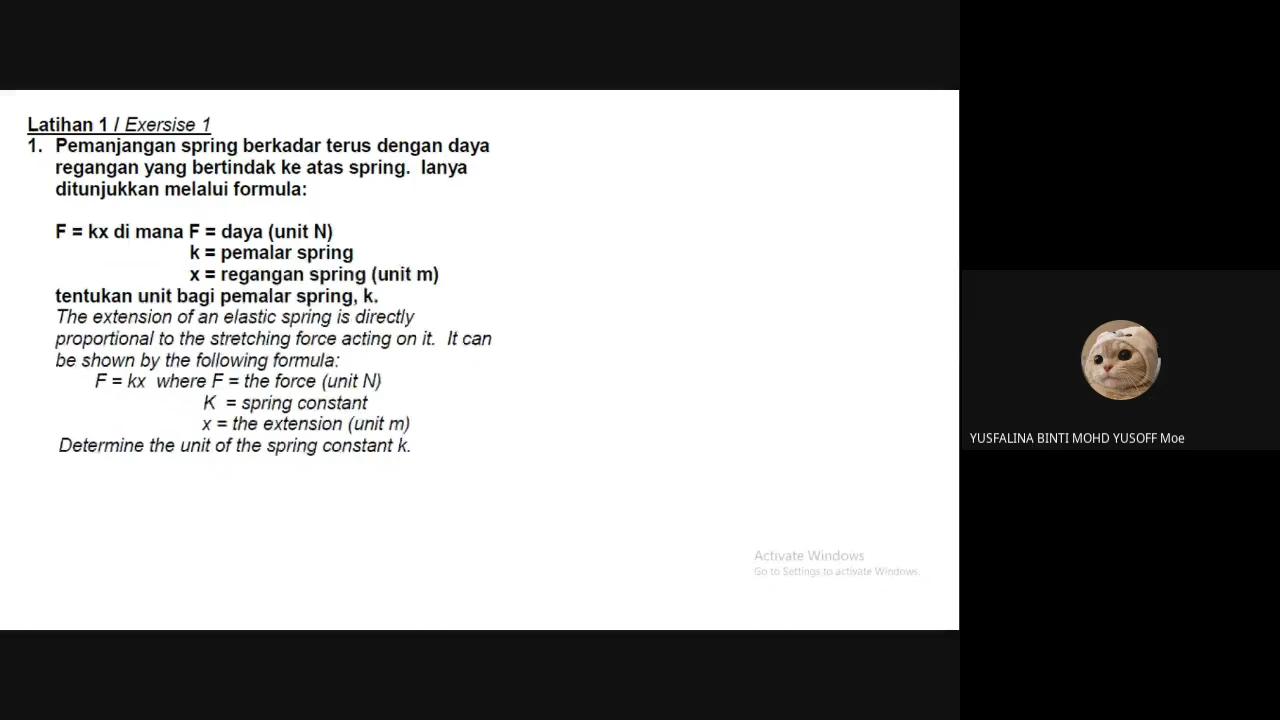 Latihan 1 / Exersise 1
1. Pemanjangan spring berkadar terus dengan daya
regangan yang bertindak ke atas spring. Ianya
ditunjukkan melalui formula:
F = kx di mana F = daya (unit N)
k = pemalar spring
x = regangan spring (unit m)
tentukan unit bagi pemalar spring, k.
The extension of an elastic spring is directly
proportional to the stretching force acting on it. It can
be shown by the following formula:
F = kx where F = the force (unit N)
K = spring constant
x = the extension (unit m)
Determine the unit of the spring constant k.
Activate Windows
Go to Settings to activate Windows.
YUSFALINA BINTI MOHD YUSOFF Moe